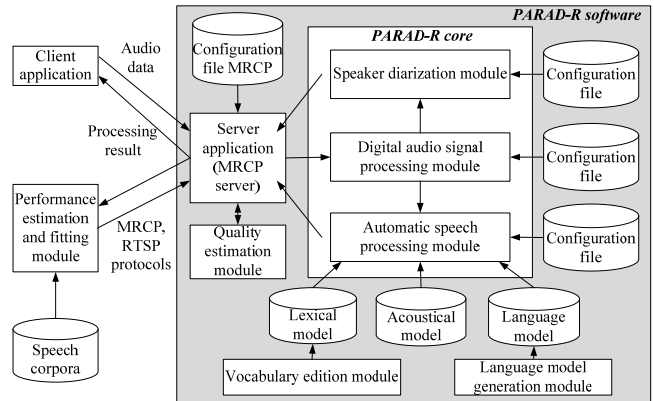 PARAD-R software
Client
application
Audio
data
Configuration
file MRCP
PARAD-R core
Speaker diarization module
Configuration
file
Processing
result
Server
application
(MRCP
server)
Digital audio signal
processing module
Configuration
file
Performance
estimation
and fitting
module
MRCP,
RTSP
protocols
Quality
estimation
module
Automatic speech
processing module
Configuration
file
Speech
corpora
Lexical
model
Acoustical
model
Language
model
Vocabulary edition module
Language model
generation module